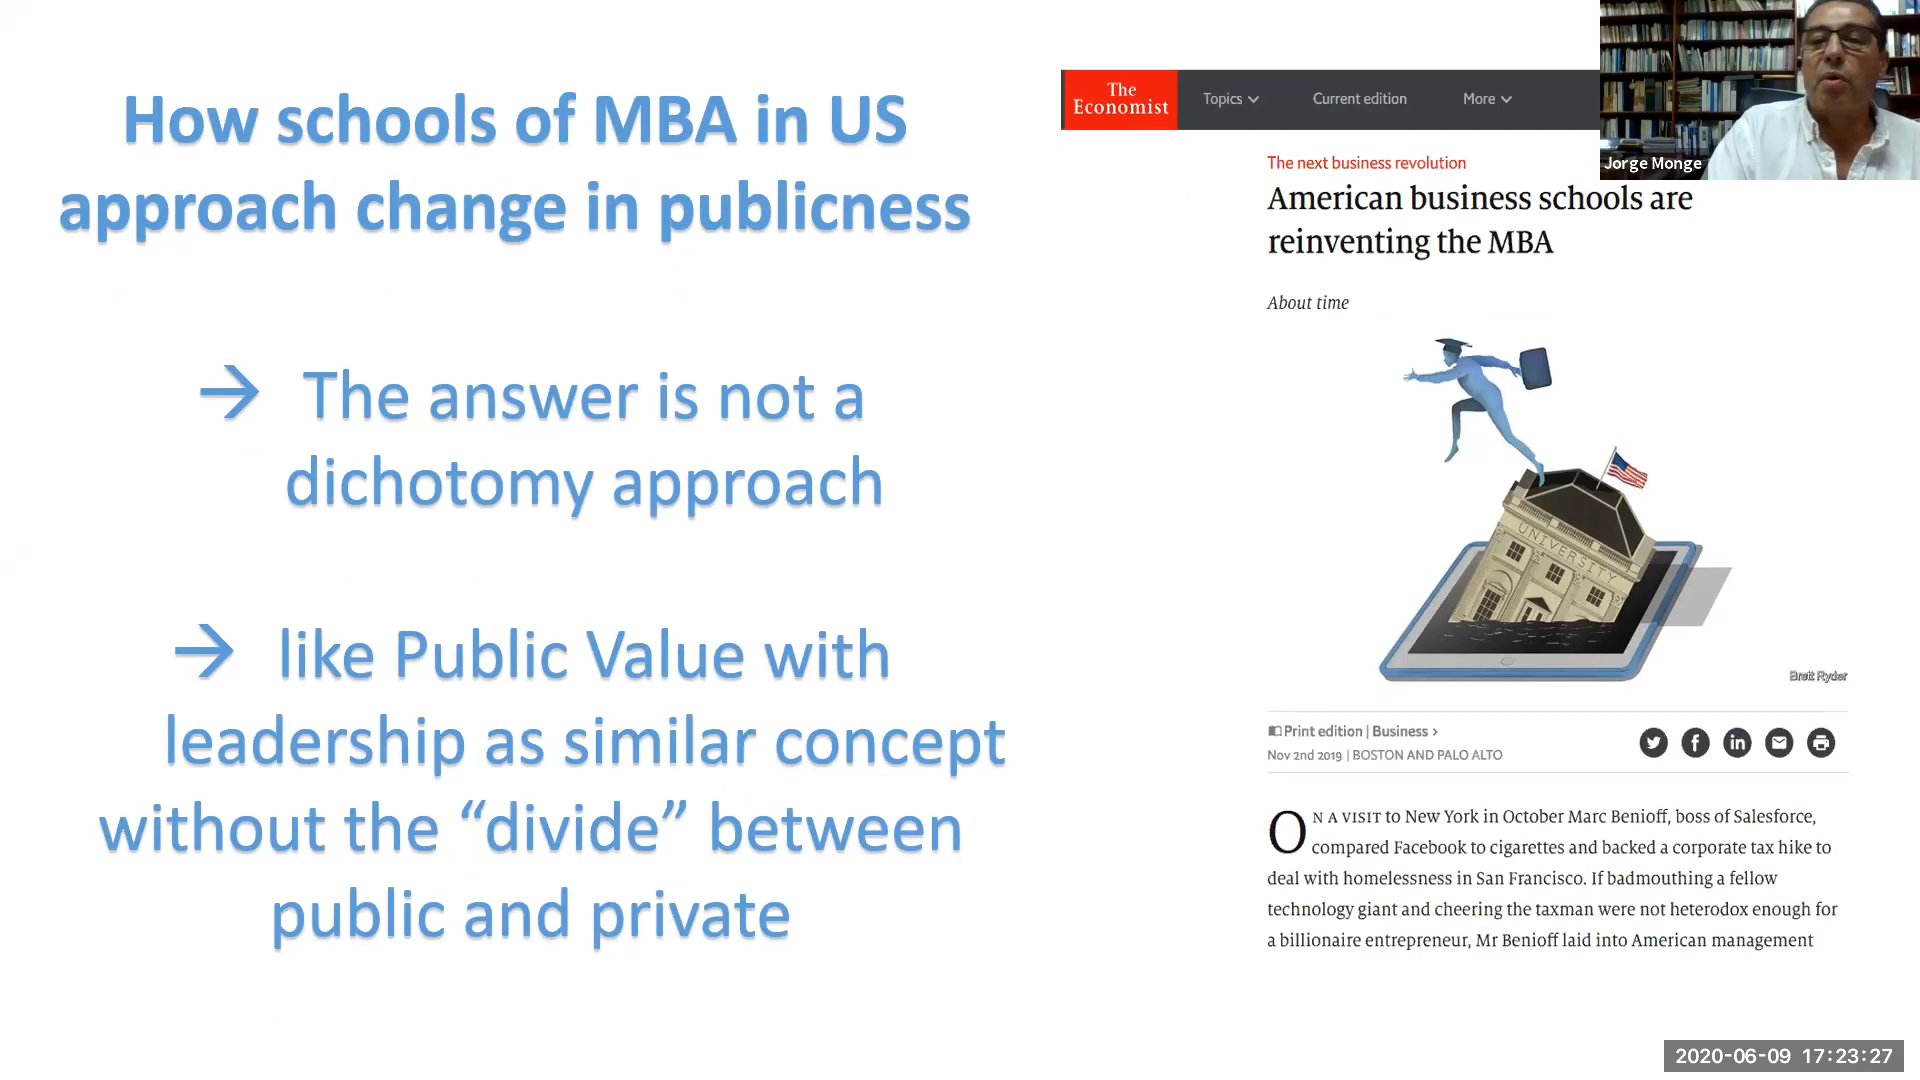 How schools of MBA in US
approach change in publicness
→ The answer is not a
dichotomy approach
→ like Public Value with
leadership as similar concept
without the “divide” between
public and private
The
Economist
Topics
Current edition
More
Jorge Monge
The next business revolution
American business schools are
reinventing the MBA
About time
UNIVERSITY
Brett Ryder
Print edition | Business ›
Nov 2nd 2019 | BOSTON AND PALO ALTO
ON A VISIT to New York in October Marc Benioff, boss of Salesforce,
compared Facebook to cigarettes and backed a corporate tax hike to
deal with homelessness in San Francisco. If badmouthing a fellow
technology giant and cheering the taxman were not heterodox enough for
a billionaire entrepreneur, Mr Benioff laid into American management
2020-06-09 17:23:27